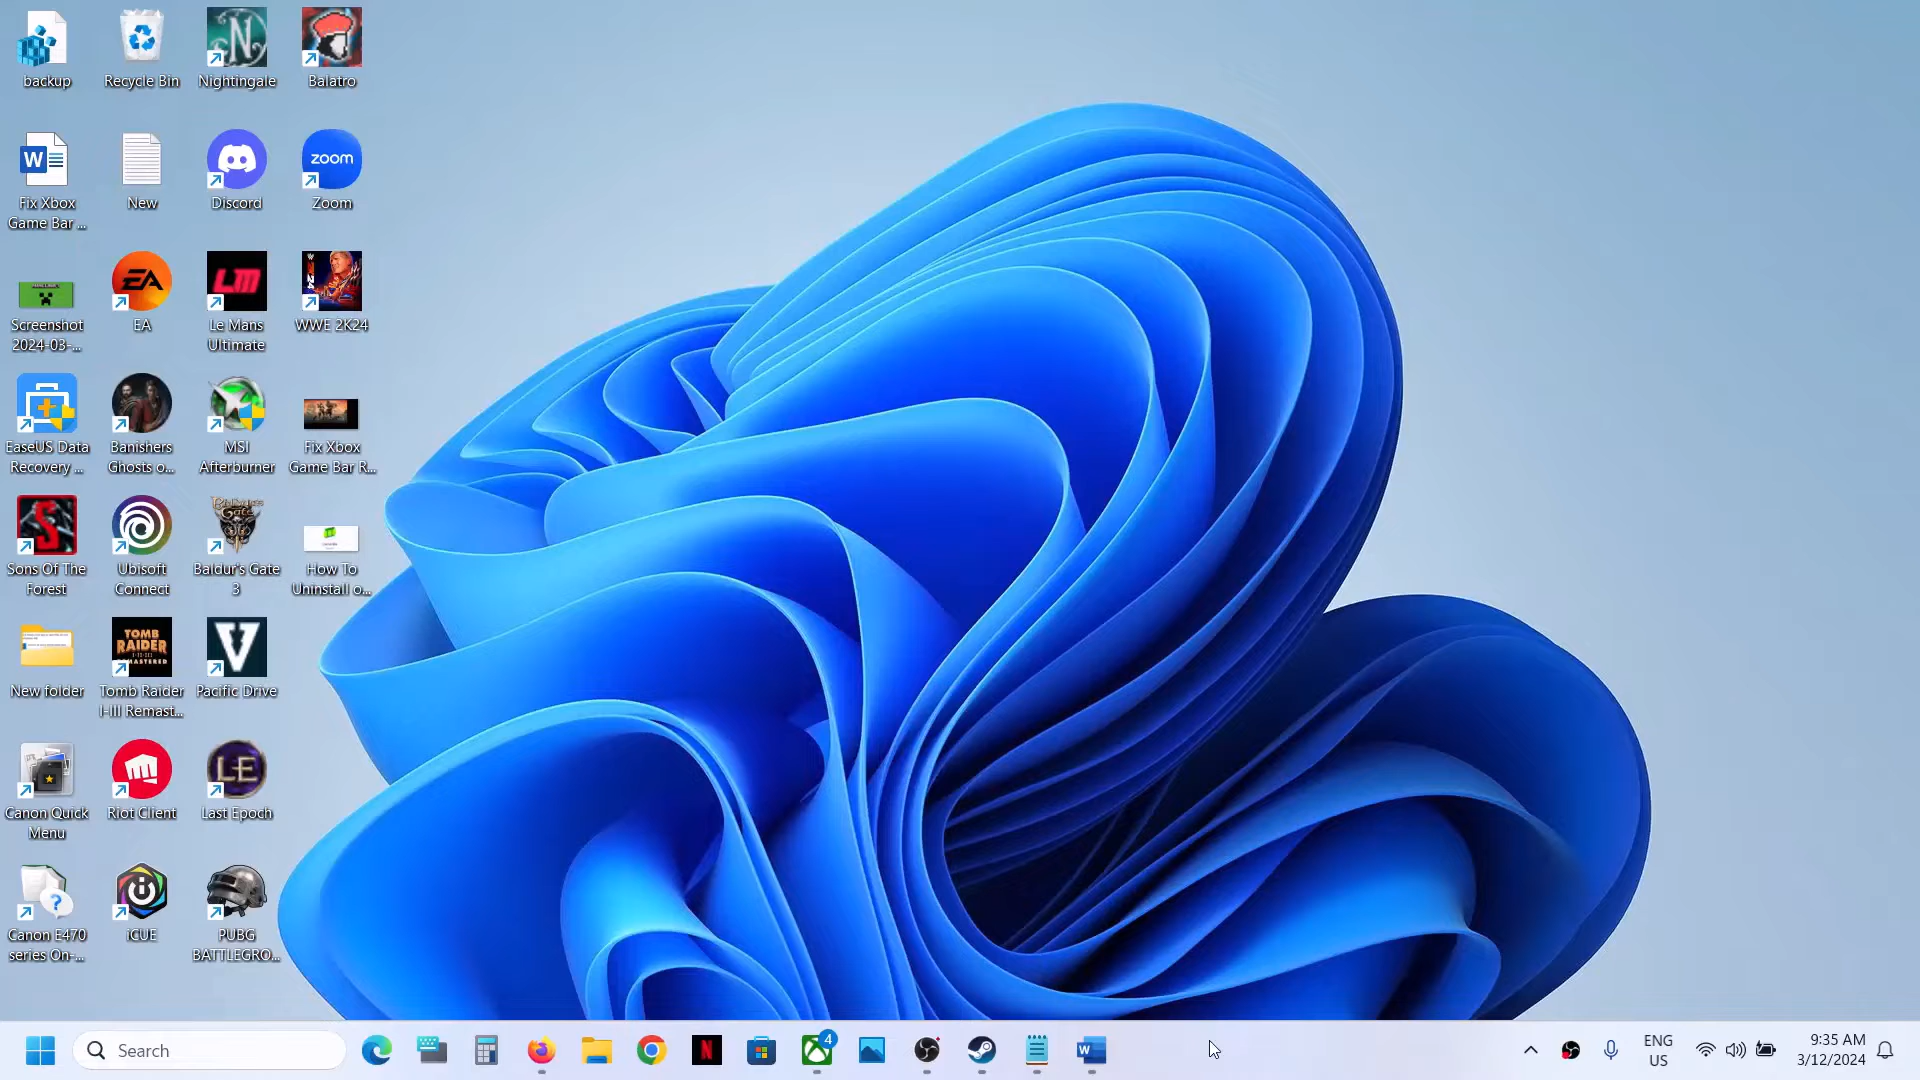 backup
Recycle Bin
Nightingale
Balatro
Fix Xbox
Game Bar ...
New
Discord
zoom
Zoom
Screenshot
2024-03-...
EA
EA
LM
Le Mans
Ultimate
WWE 2K24
EaseUS Data
Recovery ...
Banishers
Ghosts o...
MSI
Afterburner
Fix Xbox
Game Bar R...
Sons Of The
Forest
Ubisoft
Connect
Baldur's Gate
3
How To
Uninstall o...
New folder
TOMB
RAIDER
Tomb Raider
I-III Remast...
Pacific Drive
Canon Quick
Menu
Riot Client
LE
Last Epoch
Canon E470
series On-...
iCUE
PUBG
BATTLEGRO...
Search
4
ENG
US
9:35 AM
3/12/2024